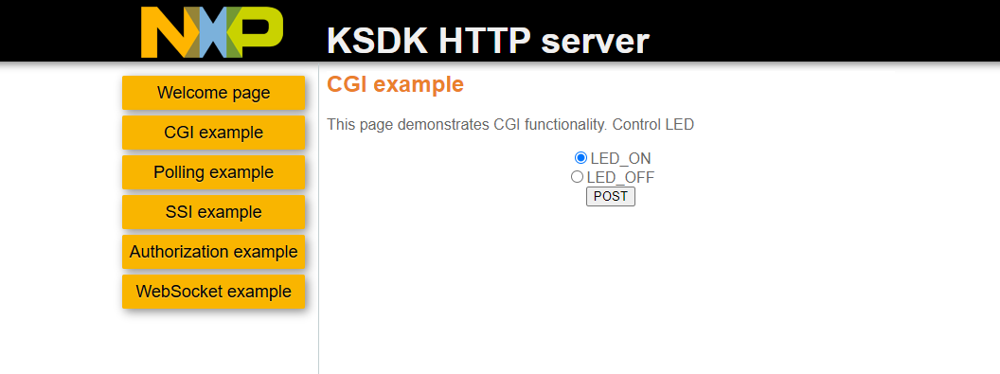 NXP
KSDK HTTP server
Welcome page
CGI example
Polling example
SSI example
Authorization example
WebSocket example
CGI example
This page demonstrates CGI functionality. Control LED
LED_ON
LED_OFF
POST